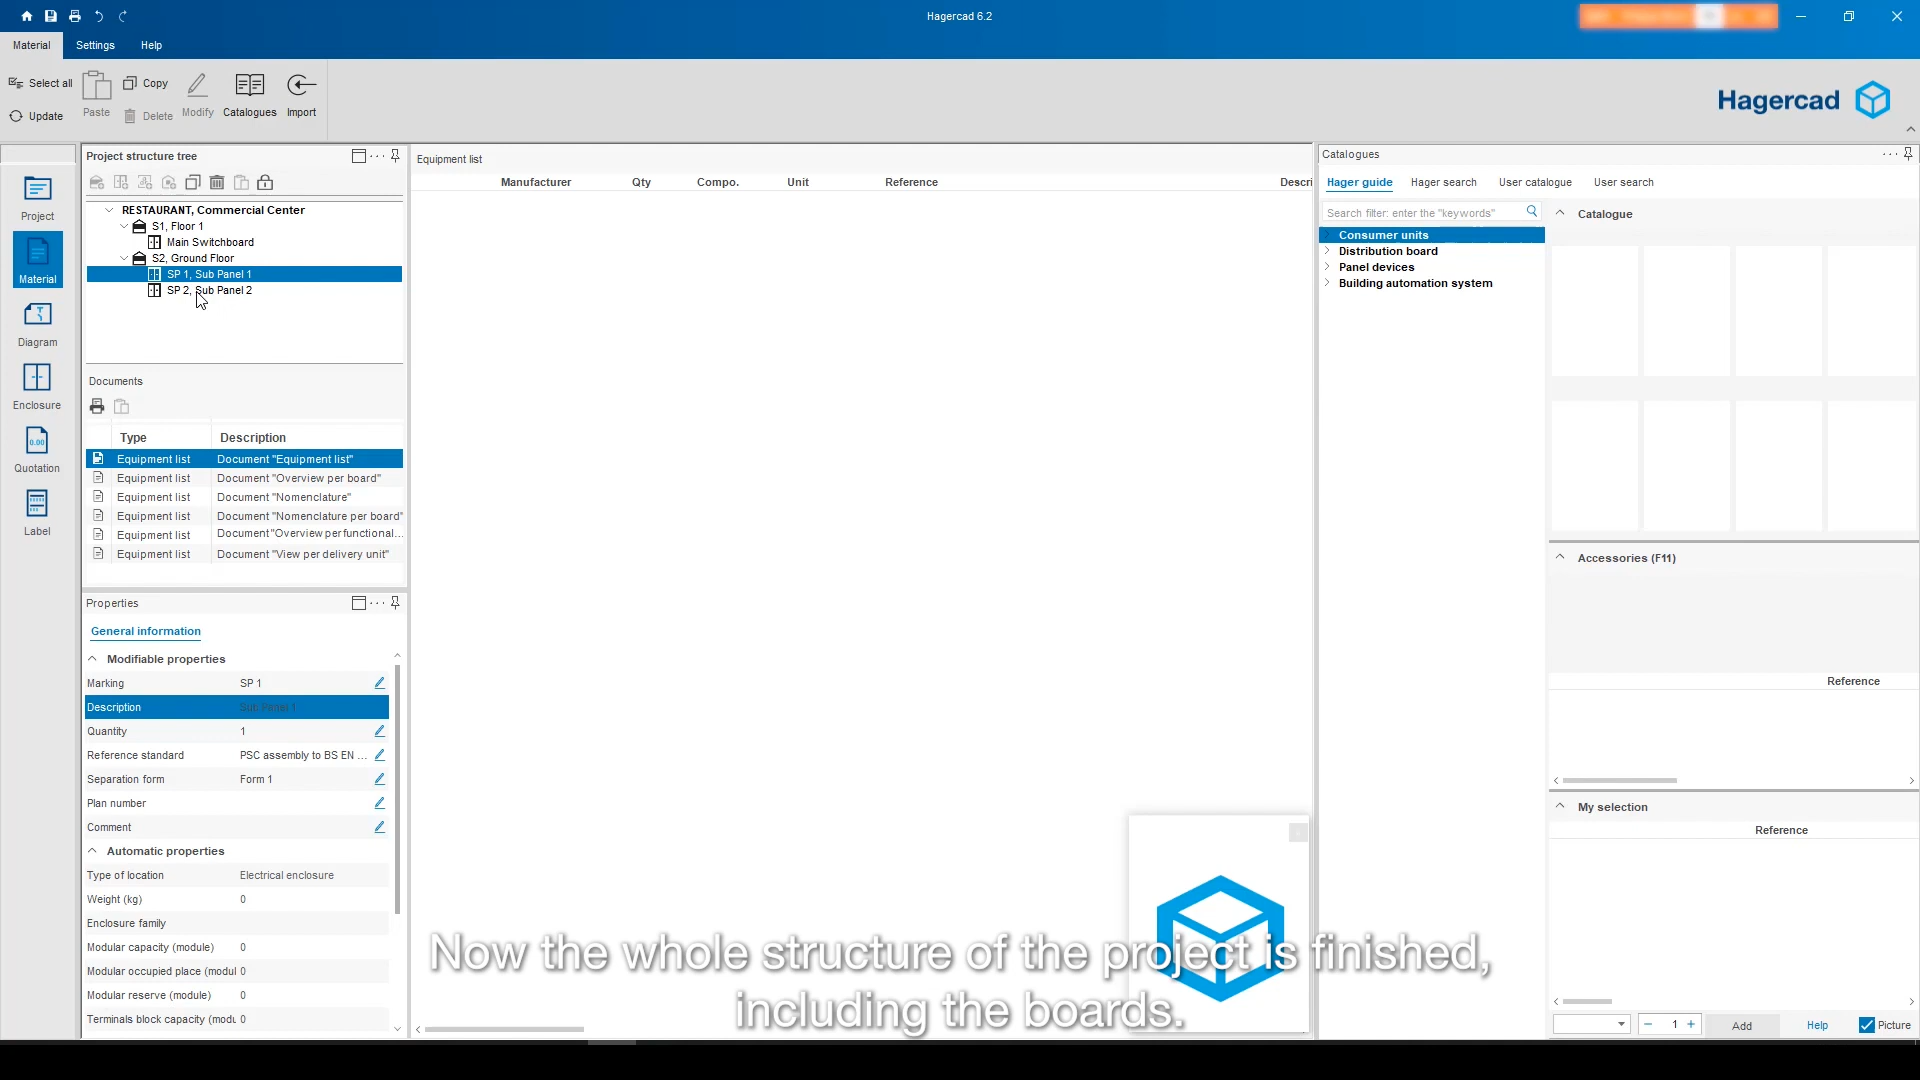 Hagercad 6.2
Material Settings Help
Select all
Update
Paste
Copy
Delete
Modify
Catalogues
Import
Hagercad
Project
Material
Diagram
Enclosure
Quotation
0.00
Label
Project structure tree
RESTAURANT, Commercial Center
S1, Floor 1
Main Switchboard
S2, Ground Floor
SP 1, Sub Panel 1
SP 2, Sub Panel 2
Documents
Type Description
Equipment list Document "Equipment list"
Equipment list Document "Overview per board"
Equipment list Document "Nomenclature"
Equipment list Document "Nomenclature per board"
Equipment list Document "Overview per functional...
Equipment list Document "View per delivery unit"
Properties
General information
Modifiable properties
Marking SP 1
Description Sub Panel 1
Quantity 1
Reference standard PSC assembly to BS EN ...
Separation form Form 1
Plan number
Comment
Automatic properties
Type of location Electrical enclosure
Weight (kg) 0
Enclosure family
Modular capacity (module) 0
Modular occupied place (modul 0
Modular reserve (module) 0
Terminals block capacity (modu 0
Equipment list
Manufacturer Qty Compo. Unit Reference Descri
Catalogues
Hager guide Hager search User catalogue User search
Search filter: enter the "keywords"
Consumer units
Distribution board
Panel devices
Building automation system
Catalogue
Accessories (F11)
Reference
My selection
Reference
1 Add Help Picture
Now the whole structure of the project is finished,
including the boards.